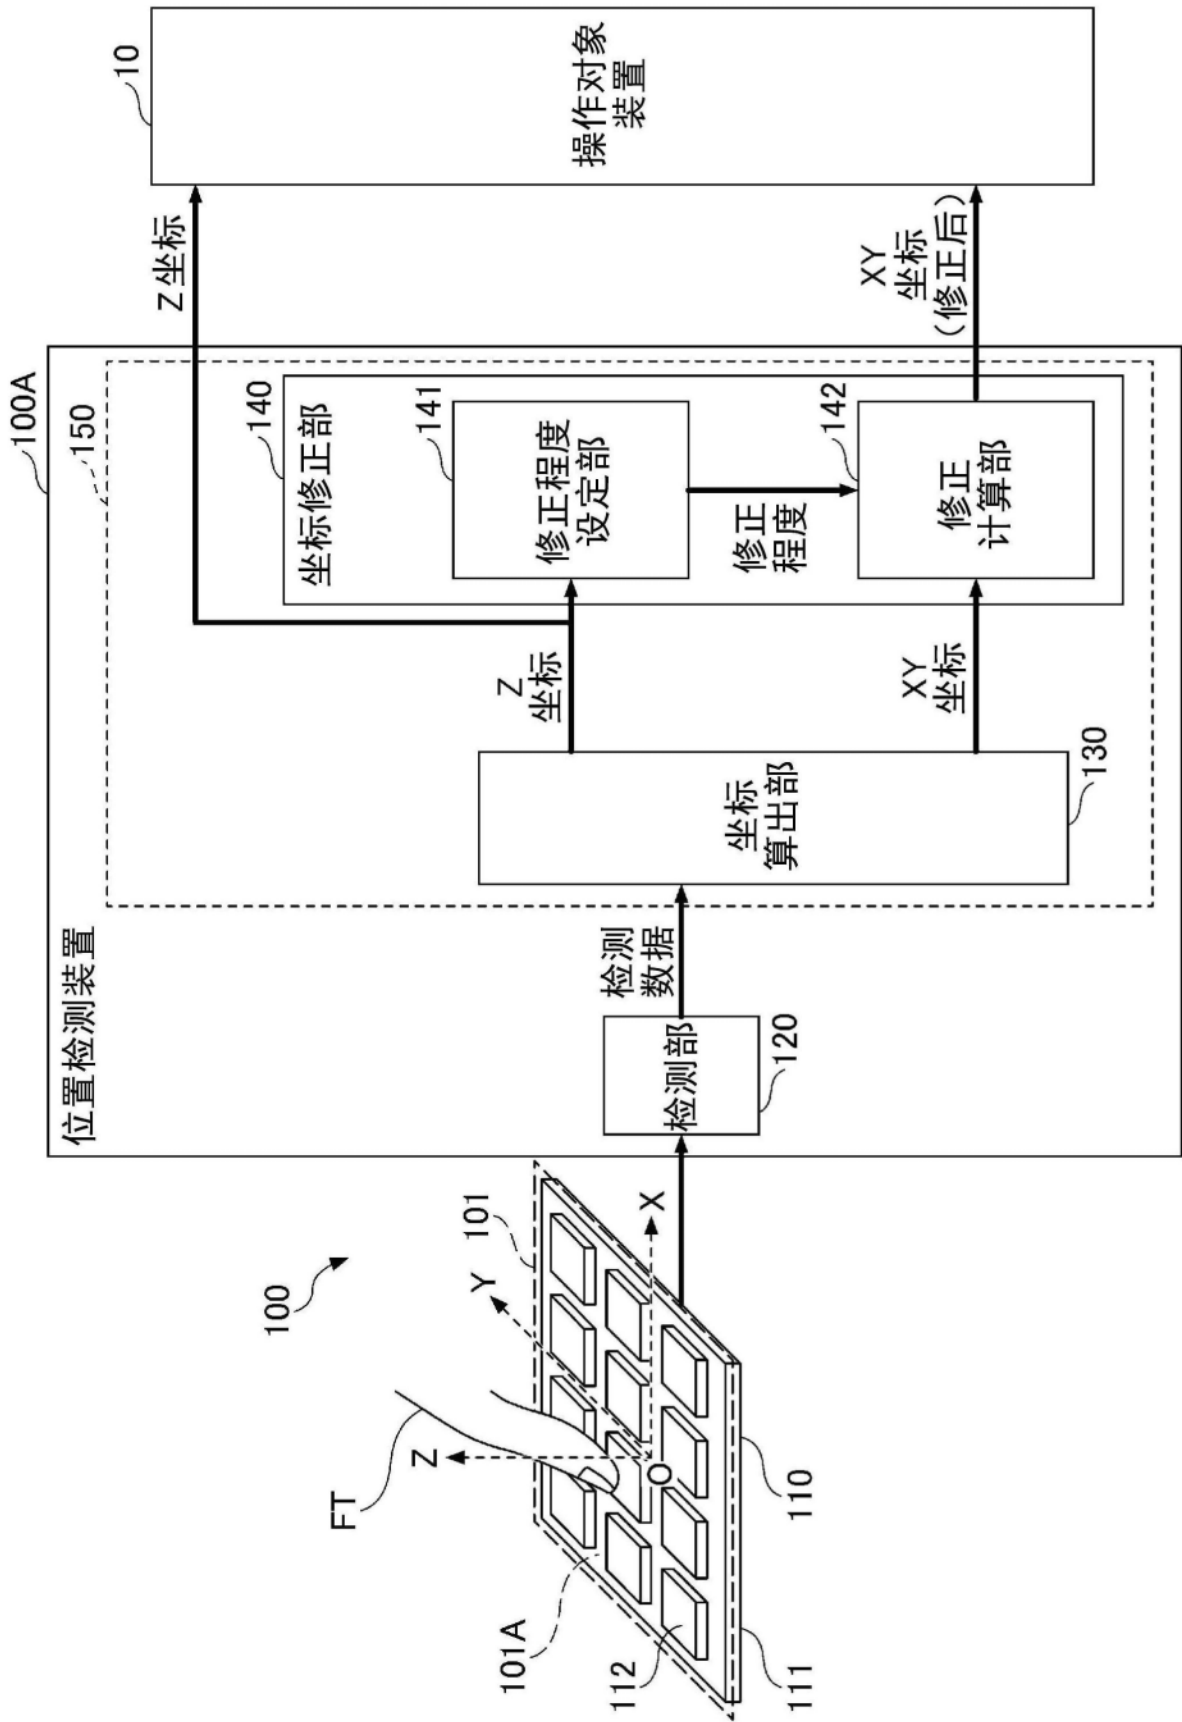 100
FT
Z
Y
X
O
101
101A
112
111
110
位置检测装置
100A
150
检测部
120
检测
数据
坐标
算出部
130
Z
坐标
XY
坐标
坐标修正部
140
修正程度
设定部
141
修正
程度
修正
计算部
142
Z坐标
XY
坐标
（修正后）
操作对象
装置
10